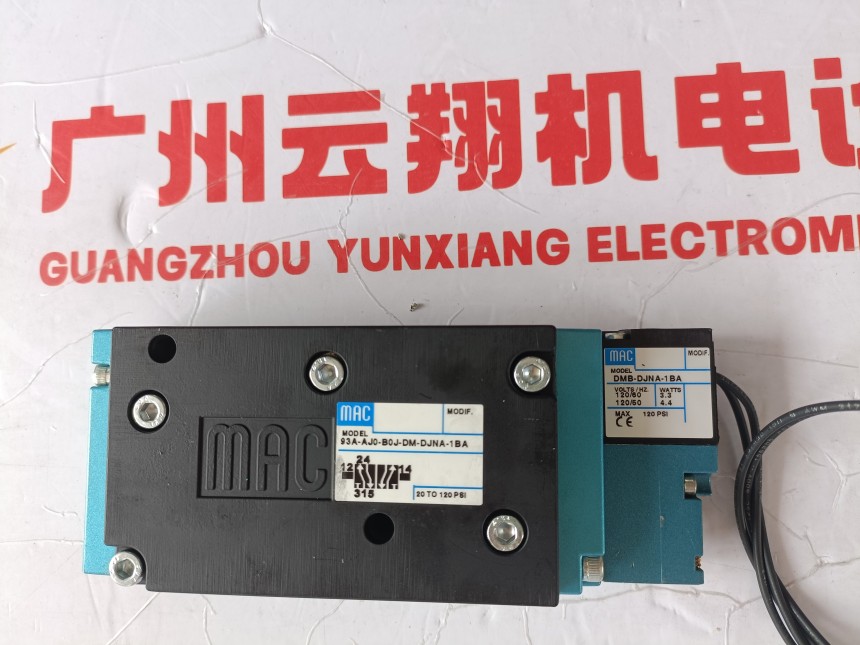 广州云翔机电设
GUANGZHOU YUNXIANG ELECTROM
MAC
MAC
MODIF.
MODEL
93A-AJ0-B0J-DM-DJNA-1BA
24
12 14
315
20 TO 120 PSI
MAC
MODIF.
MODEL
DMB-DJNA-1BA
VOLTS/HZ. WATTS
120/60 3.3
120/50 4.4
MAX. 120 PSI
CE